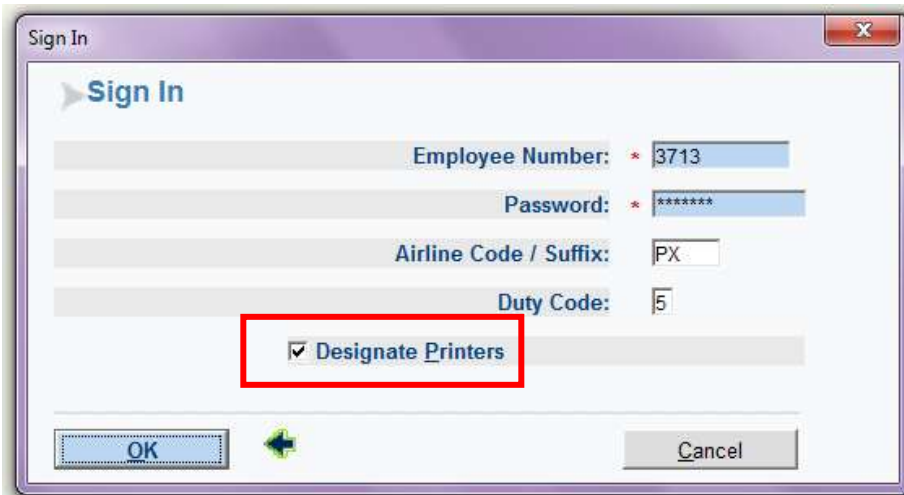 Sign In
Sign In
Employee Number: * 3713
Password: * *******
Airline Code / Suffix: PX
Duty Code: 5
Designate Printers
OK Cancel